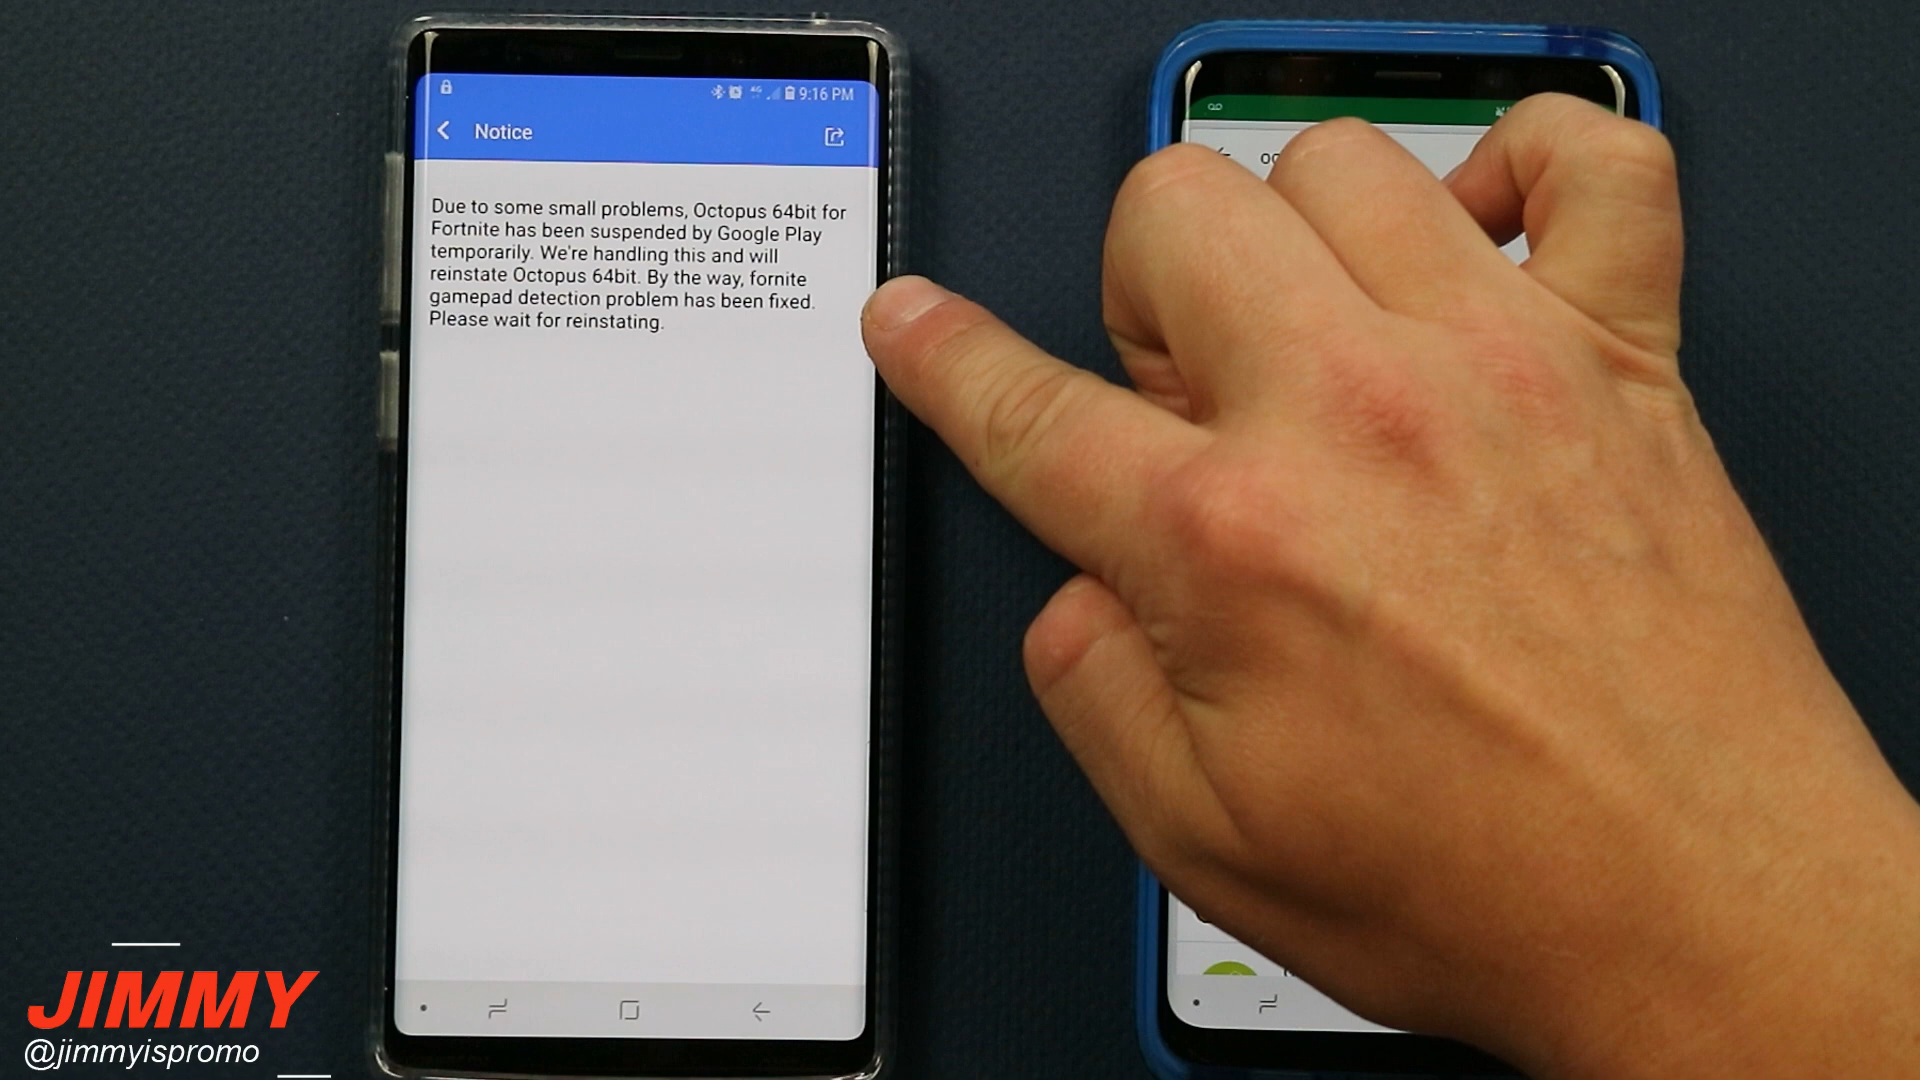 9:16 PM
Notice
Due to some small problems, Octopus 64bit for
Fortnite has been suspended by Google Play
temporarily. We're handling this and will
reinstate Octopus 64bit. By the way, fornite
gamepad detection problem has been fixed.
Please wait for reinstating.
JIMMY
@jimmyispromo